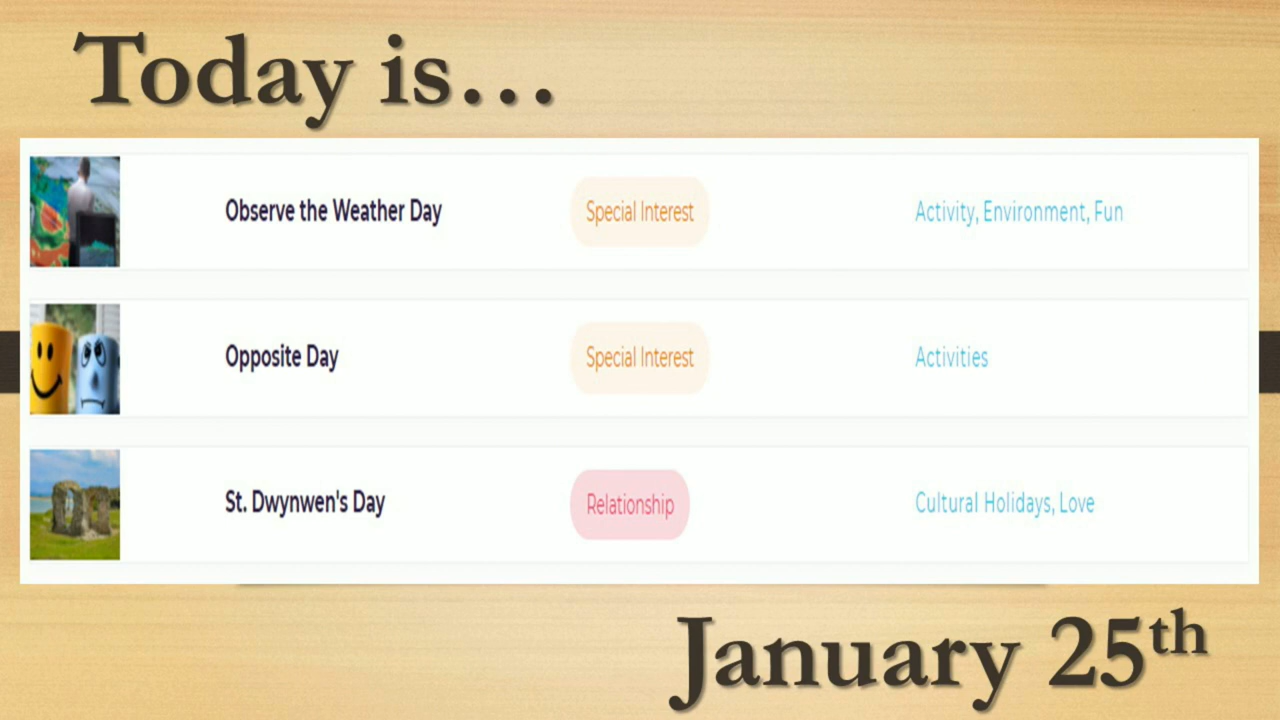 Today is…
Observe the Weather Day Special Interest Activity, Environment, Fun
Opposite Day Special Interest Activities
St. Dwynwen's Day Relationship Cultural Holidays, Love
January 25th